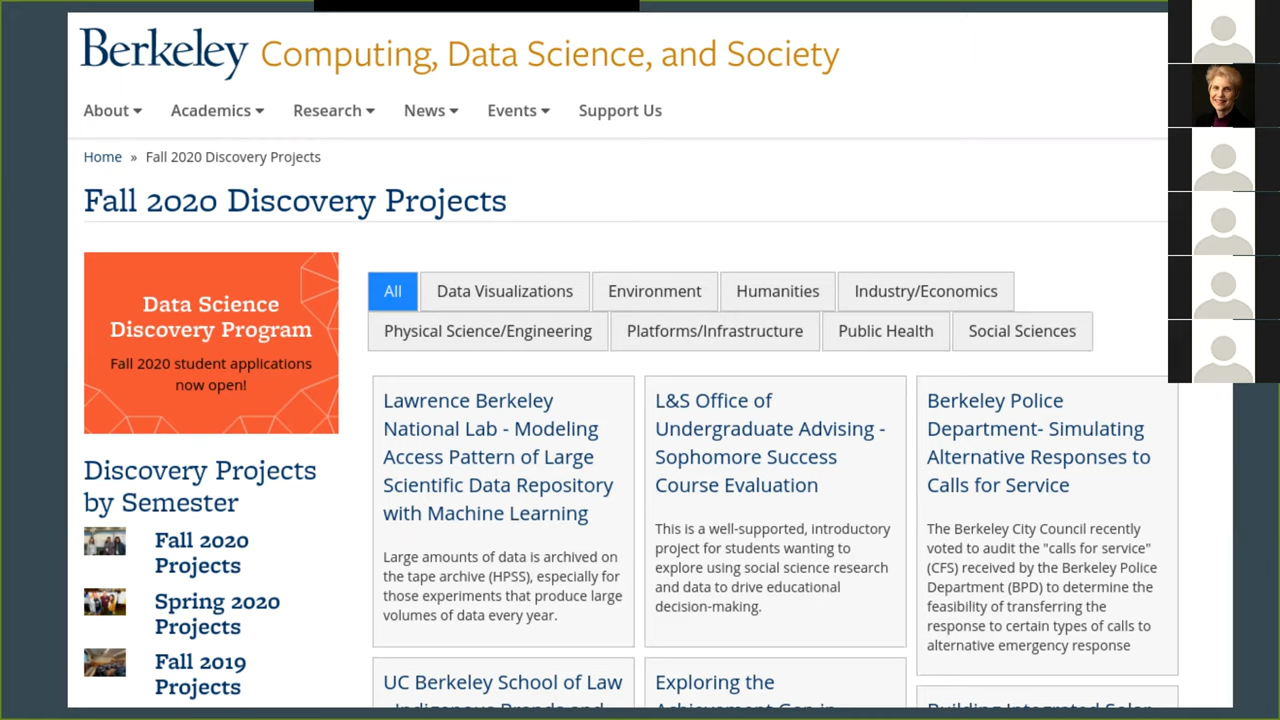 Berkeley Computing, Data Science, and Society
About Academics Research News Events Support Us
Home » Fall 2020 Discovery Projects
Fall 2020 Discovery Projects
Data Science
Discovery Program
Fall 2020 student applications
now open!
Discovery Projects
by Semester
Fall 2020
Projects
Spring 2020
Projects
Fall 2019
Projects
All Data Visualizations Environment Humanities Industry/Economics
Physical Science/Engineering Platforms/Infrastructure Public Health Social Sciences
Lawrence Berkeley
National Lab - Modeling
Access Pattern of Large
Scientific Data Repository
with Machine Learning
Large amounts of data is archived on
the tape archive (HPSS), especially for
those experiments that produce large
volumes of data every year.
L&S Office of
Undergraduate Advising -
Sophomore Success
Course Evaluation
This is a well-supported, introductory
project for students wanting to
explore using social science research
and data to drive educational
decision-making.
Berkeley Police
Department- Simulating
Alternative Responses to
Calls for Service
The Berkeley City Council recently
voted to audit the "calls for service"
(CFS) received by the Berkeley Police
Department (BPD) to determine the
feasibility of transferring the
response to certain types of calls to
alternative emergency response
UC Berkeley School of Law
Exploring the